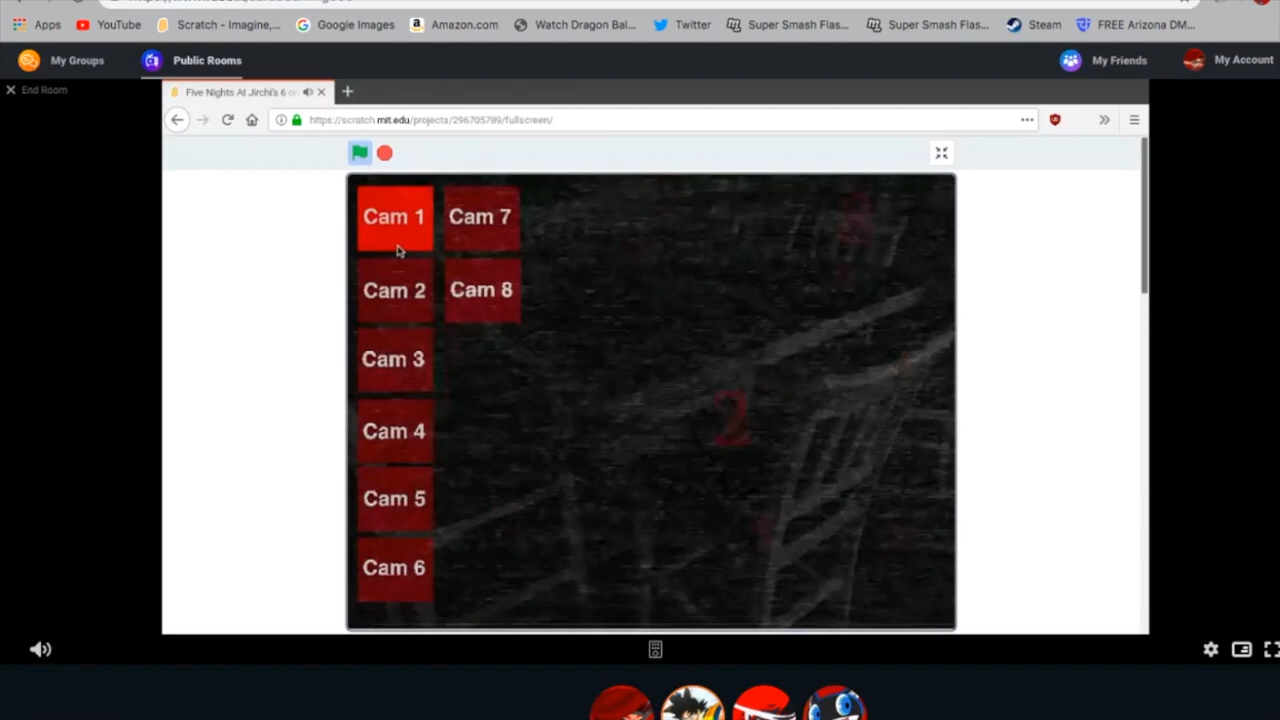 Apps YouTube Scratch - Imagine,... Google Images Amazon.com Watch Dragon Bal... Twitter Super Smash Flas... Super Smash Flas... Steam FREE Arizona DM...
My Groups Public Rooms My Friends My Account
End Room
Five Nights At Jirchi's 6 on
https://scratch.mit.edu/projects/296705789/fullscreen/
Cam 1 Cam 7
Cam 2 Cam 8
Cam 3
2
Cam 4
Cam 5
Cam 6